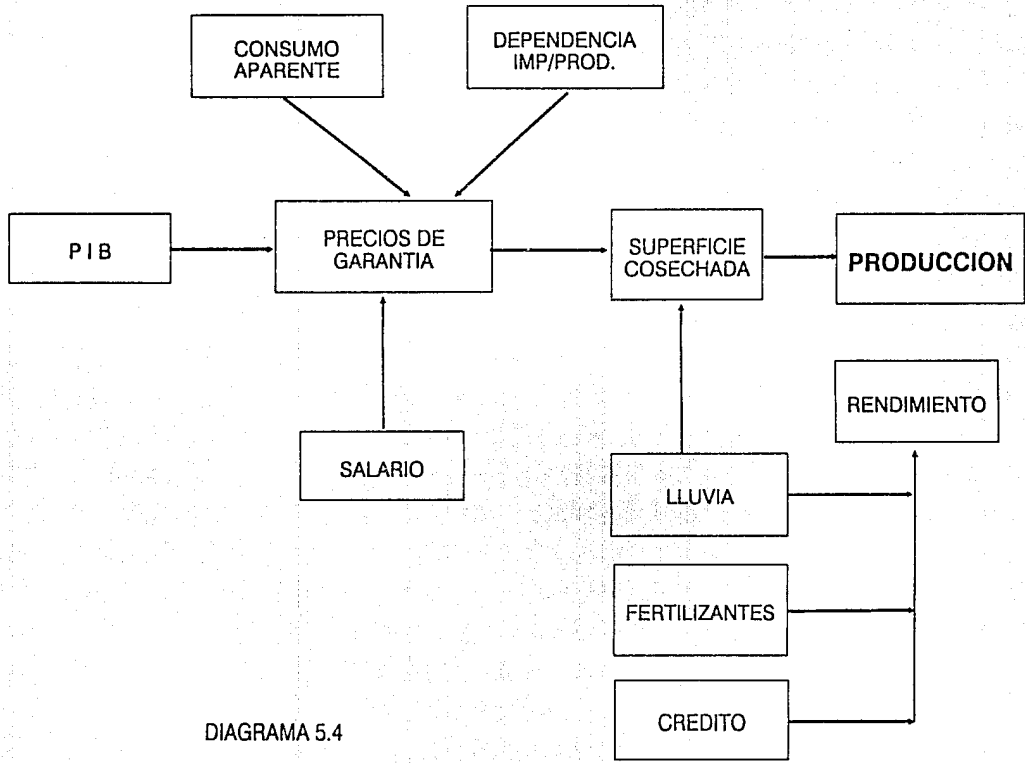 CONSUMO
APARENTE
DEPENDENCIA
IMP/PROD.
P I B
PRECIOS DE
GARANTIA
SUPERFICIE
COSECHADA
PRODUCCION
RENDIMIENTO
SALARIO
LLUVIA
FERTILIZANTES
CREDITO
DIAGRAMA 5.4